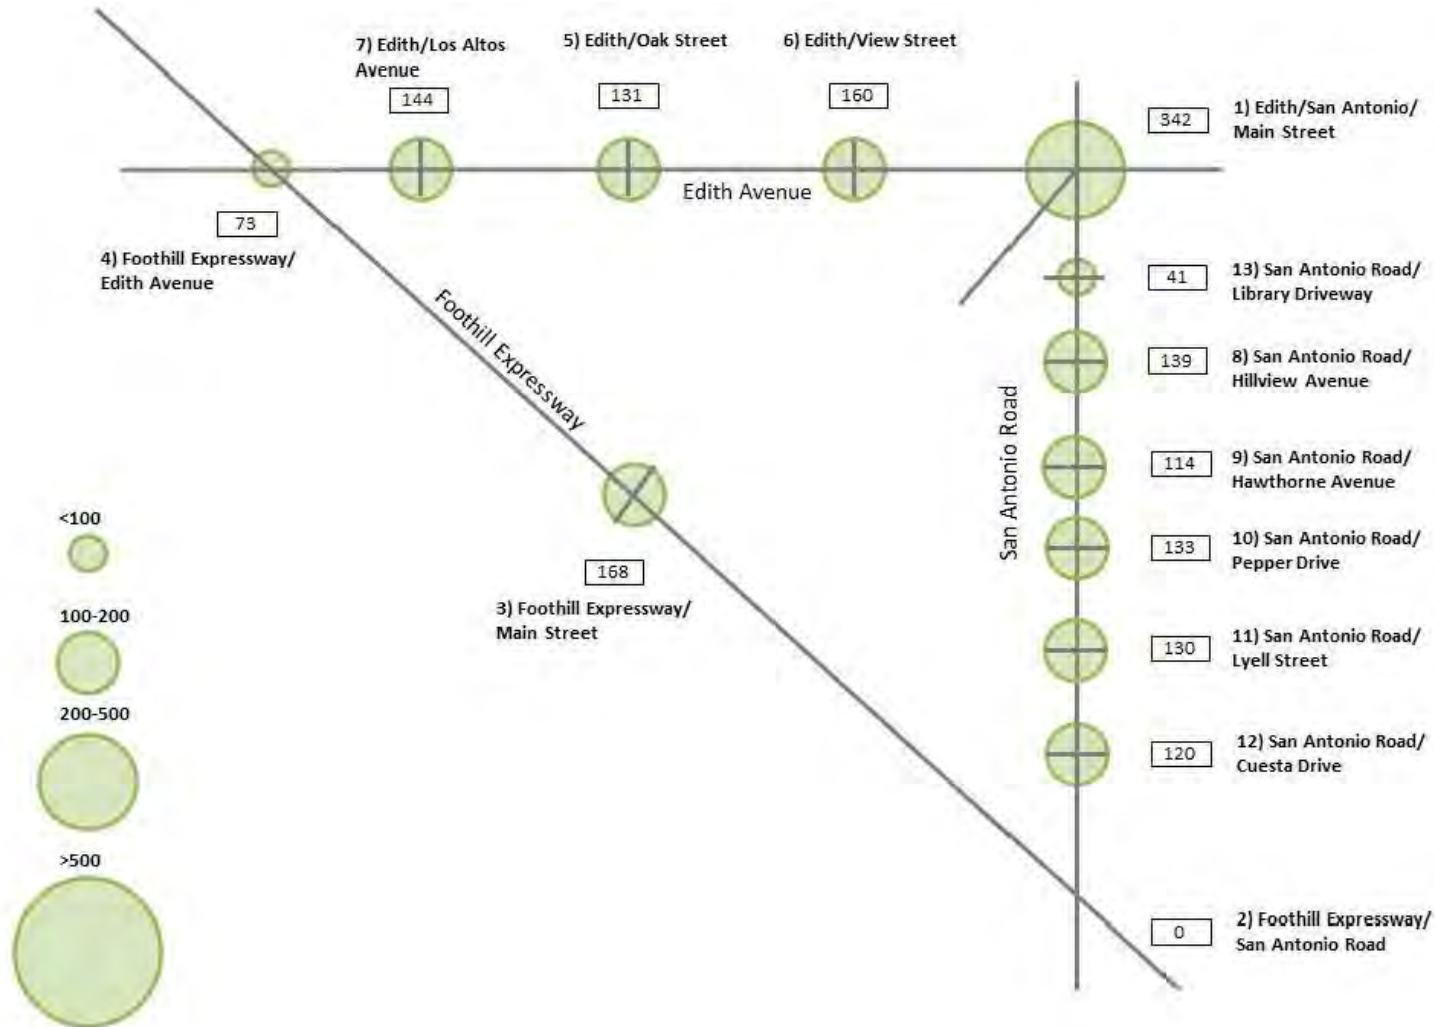 7) Edith/Los Altos
Avenue
144
5) Edith/Oak Street
131
6) Edith/View Street
160
342
1) Edith/San Antonio/
Main Street
Edith Avenue
73
4) Foothill Expressway/
Edith Avenue
41
13) San Antonio Road/
Library Driveway
Foothill Expressway
139
8) San Antonio Road/
Hillview Avenue
San Antonio Road
114
9) San Antonio Road/
Hawthorne Avenue
133
10) San Antonio Road/
Pepper Drive
168
3) Foothill Expressway/
Main Street
130
11) San Antonio Road/
Lyell Street
120
12) San Antonio Road/
Cuesta Drive
0
2) Foothill Expressway/
San Antonio Road
<100
100-200
200-500
>500